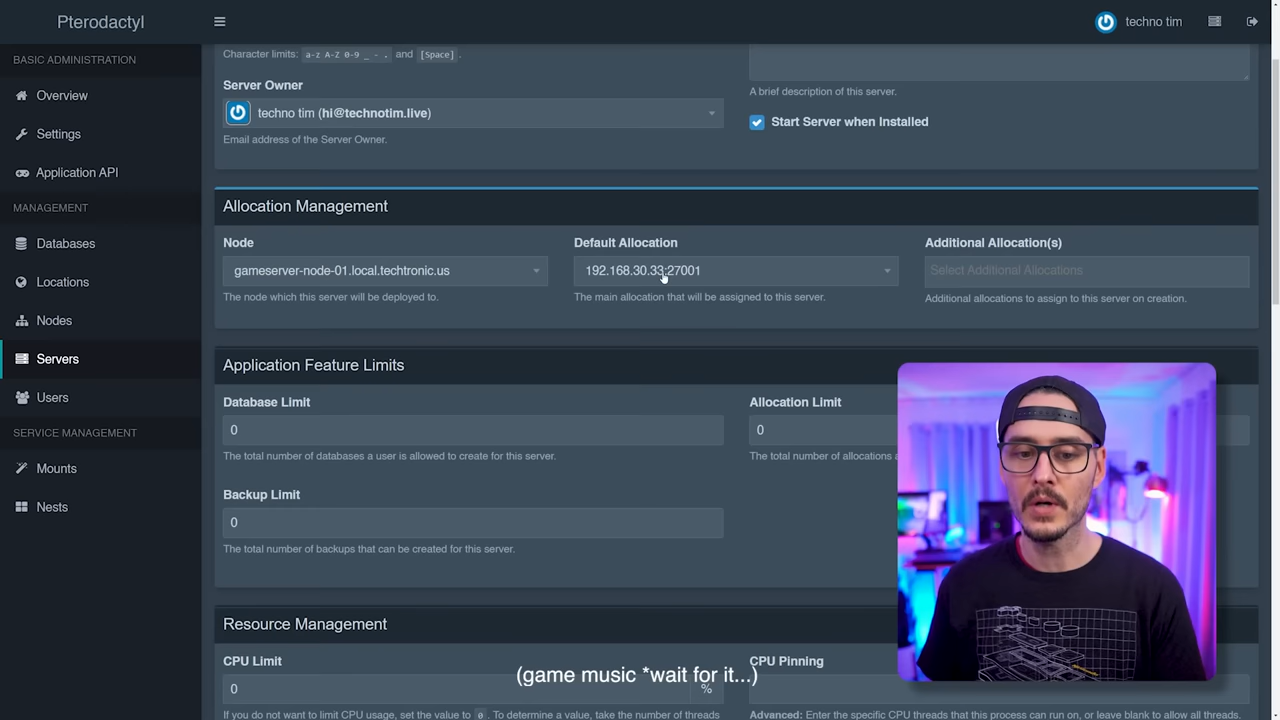 Pterodactyl
techno tim
BASIC ADMINISTRATION
Overview
Settings
Application API
MANAGEMENT
Databases
Locations
Nodes
Servers
Users
SERVICE MANAGEMENT
Mounts
Nests
Character limits: a-z A-Z 0-9 _ - . and [Space].
Server Owner
techno tim (hi@technotim.live)
Email address of the Server Owner.
A brief description of this server.
Start Server when Installed
Allocation Management
Node
gameserver-node-01.local.techtronic.us
The node which this server will be deployed to.
Default Allocation
192.168.30.33:27001
The main allocation that will be assigned to this server.
Additional Allocation(s)
Select Additional Allocations
Additional allocations to assign to this server on creation.
Application Feature Limits
Database Limit
0
The total number of databases a user is allowed to create for this server.
Allocation Limit
0
The total number of allocations a
Backup Limit
0
The total number of backups that can be created for this server.
Resource Management
CPU Limit
0
%
If you do not want to limit CPU usage, set the value to 0. To determine a value, take the number of threads
CPU Pinning
Advanced: Enter the specific CPU threads that this process can run on, or leave blank to allow all threads.
(game music *wait for it...)